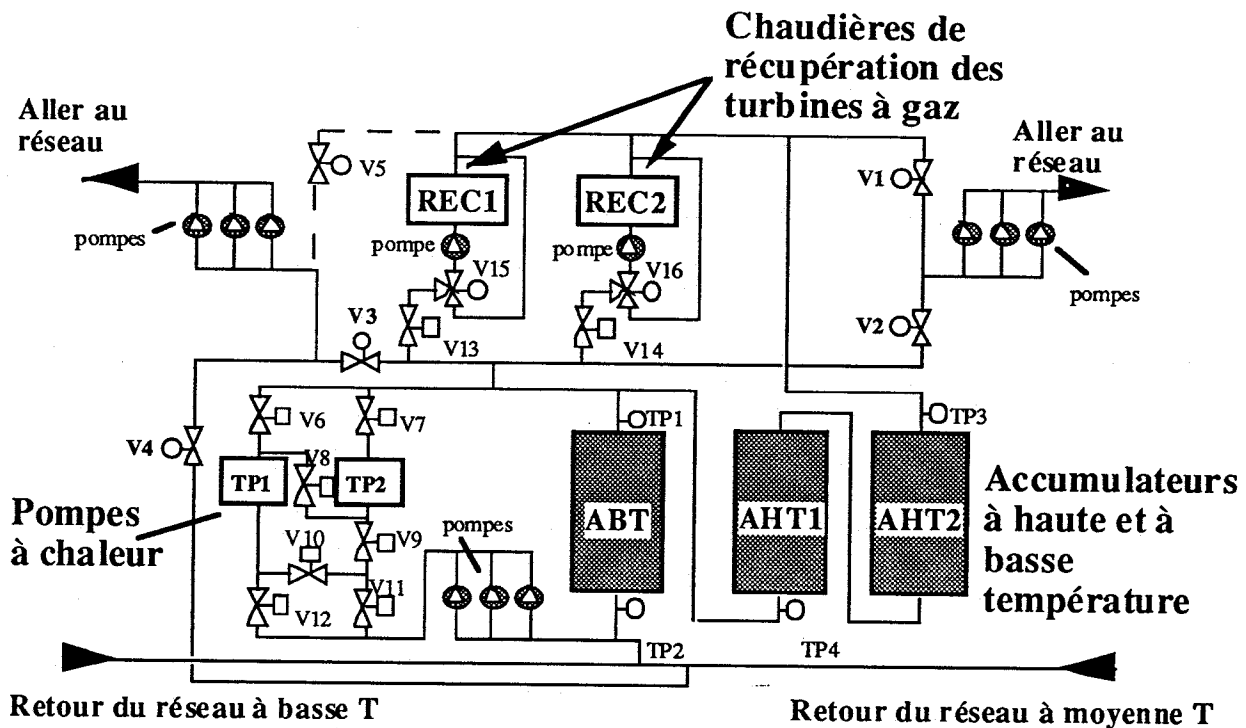 Chaudières de
récupération des
turbines à gaz
Aller au
réseau
Aller au
réseau
V5
V1
REC1
REC2
pompes
pompe
pompe
V15
V16
pompes
V3
V2
V13
V14
V6
V7
TP1
TP3
V4
V8
TP1
TP2
ABT
AHT1
AHT2
Accumulateurs
à haute et à
basse
température
Pompes
à chaleur
pompes
V10
V9
V11
V12
TP2
TP4
Retour du réseau à basse T
Retour du réseau à moyenne T